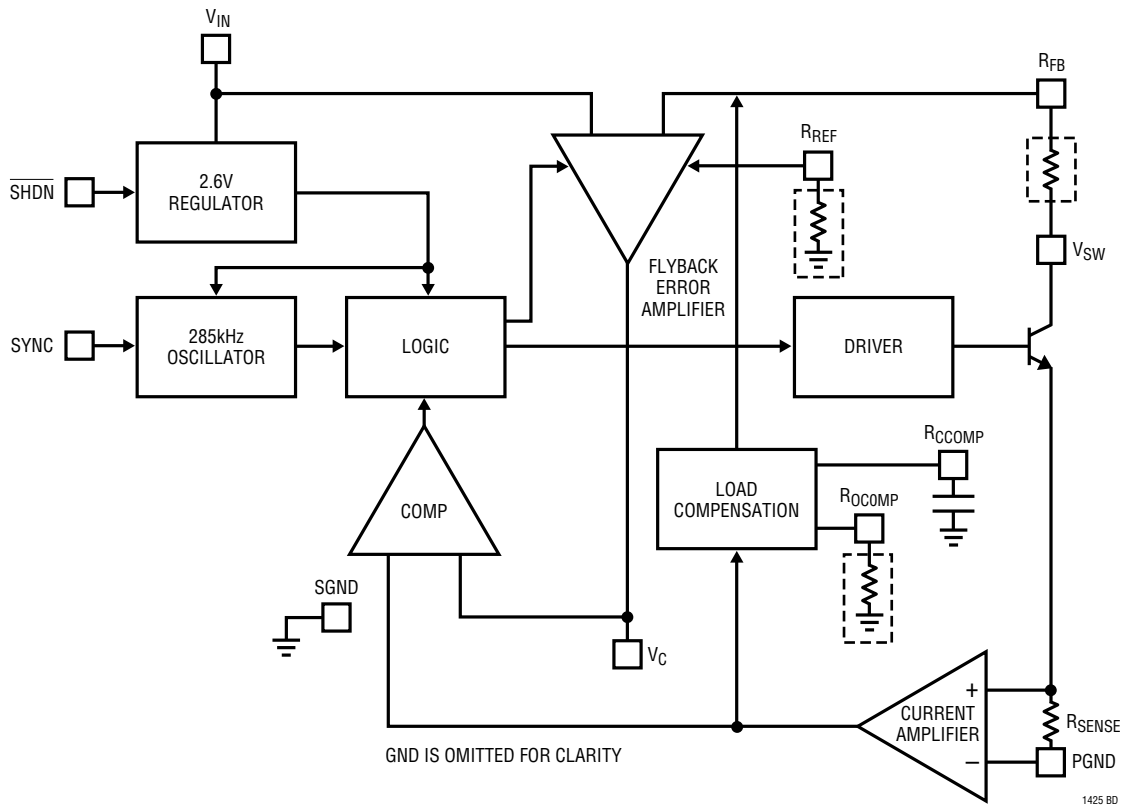 VIN
RFB
RREF
SHDN
2.6V
REGULATOR
VSW
FLYBACK
ERROR
AMPLIFIER
SYNC
285kHz
OSCILLATOR
LOGIC
DRIVER
RCCOMP
LOAD
COMPENSATION
ROCOMP
COMP
SGND
VC
+
CURRENT
AMPLIFIER
–
RSENSE
PGND
GND IS OMITTED FOR CLARITY
1425 BD